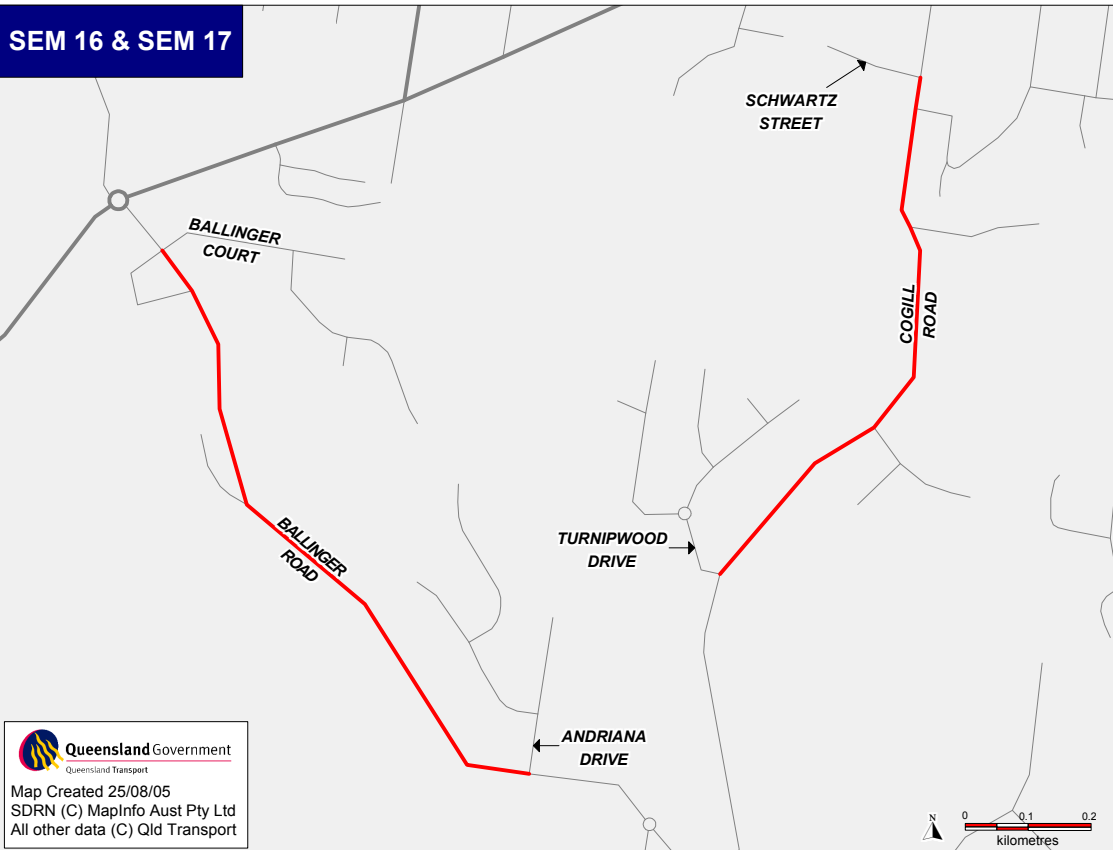 SEM 16 & SEM 17
SCHWARTZ
STREET
BALLINGER
COURT
COGILL
ROAD
BALLINGER
ROAD
TURNIPWOOD
DRIVE
ANDRIANA
DRIVE
Queensland Government
Queensland Transport
Map Created 25/08/05
SDRN (C) MapInfo Aust Pty Ltd
All other data (C) Qld Transport
N
0 0.1 0.2
kilometres